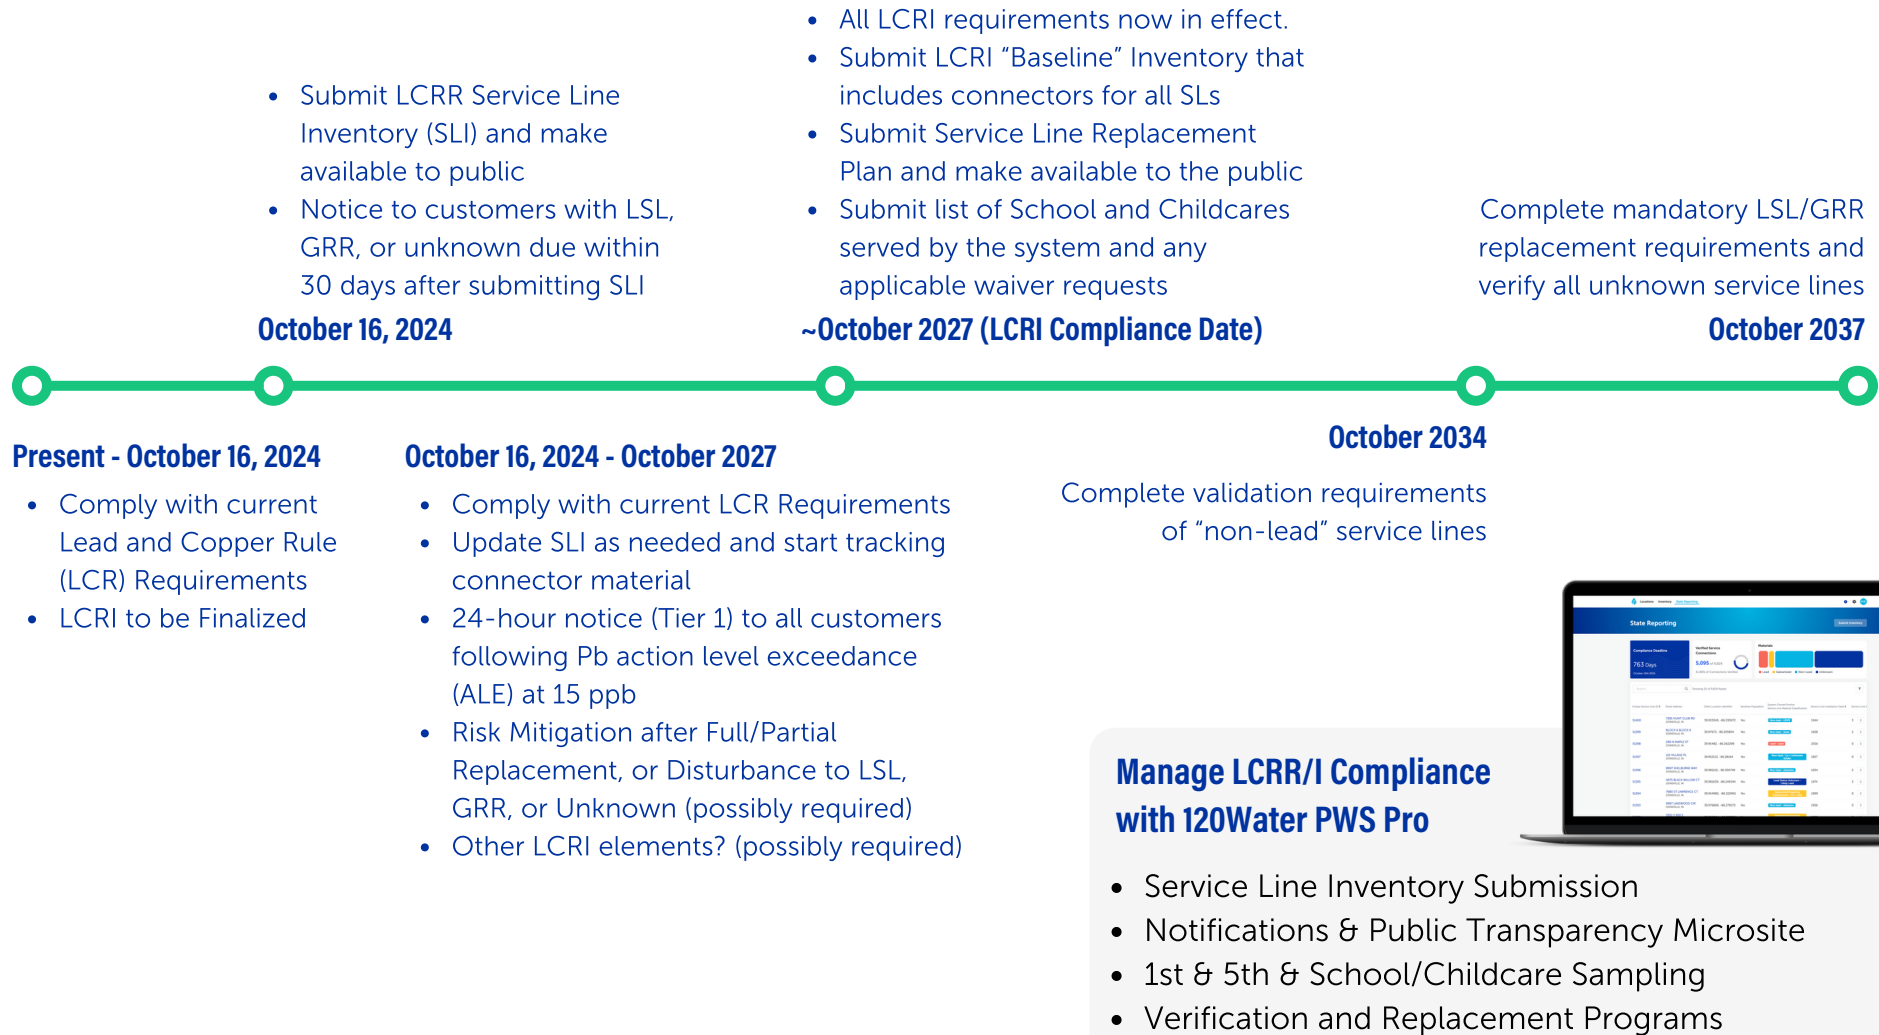 • Submit LCRR Service Line
Inventory (SLI) and make
available to public
• Notice to customers with LSL,
GRR, or unknown due within
30 days after submitting SLI
October 16, 2024
• All LCRI requirements now in effect.
• Submit LCRI “Baseline” Inventory that
includes connectors for all SLs
• Submit Service Line Replacement
Plan and make available to the public
• Submit list of School and Childcares
served by the system and any
applicable waiver requests
~October 2027 (LCRI Compliance Date)
Complete mandatory LSL/GRR
replacement requirements and
verify all unknown service lines
October 2037
Present - October 16, 2024
• Comply with current
Lead and Copper Rule
(LCR) Requirements
• LCRI to be Finalized
October 16, 2024 - October 2027
• Comply with current LCR Requirements
• Update SLI as needed and start tracking
connector material
• 24-hour notice (Tier 1) to all customers
following Pb action level exceedance
(ALE) at 15 ppb
• Risk Mitigation after Full/Partial
Replacement, or Disturbance to LSL,
GRR, or Unknown (possibly required)
• Other LCRI elements? (possibly required)
October 2034
Complete validation requirements
of “non-lead” service lines
State Reporting
Compliance Deadline
763 Days
Verified Service
Connections
5,095
Materials
Manage LCRR/I Compliance
with 120Water PWS Pro
• Service Line Inventory Submission
• Notifications & Public Transparency Microsite
• 1st & 5th & School/Childcare Sampling
• Verification and Replacement Programs